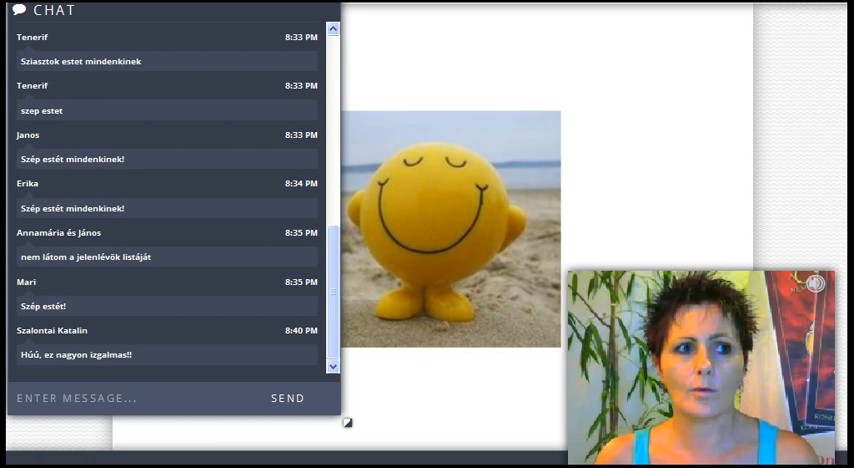 CHAT
Tenerif 8:33 PM
Sziasztok estet mindenkinek
Tenerif 8:33 PM
szep estet
Janos 8:33 PM
Szép estét mindenkinek!
Erika 8:34 PM
Szép estét mindenkinek!
Annamária és János 8:35 PM
nem látom a jelenlévök listáját
Mari 8:35 PM
Szép estét!
Szalontai Katalin 8:40 PM
Húú, ez nagyon izgalmas!!
ENTER MESSAGE... SEND